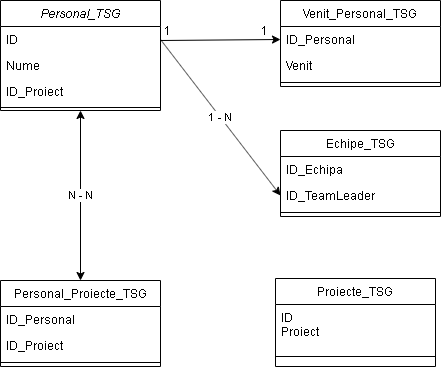 Personal_TSG
ID
Nume
ID_Proiect
1
1
Venit_Personal_TSG
ID_Personal
Venit
1 - N
Echipe_TSG
ID_Echipa
ID_TeamLeader
N - N
Personal_Proiecte_TSG
ID_Personal
ID_Proiect
Proiecte_TSG
ID
Proiect